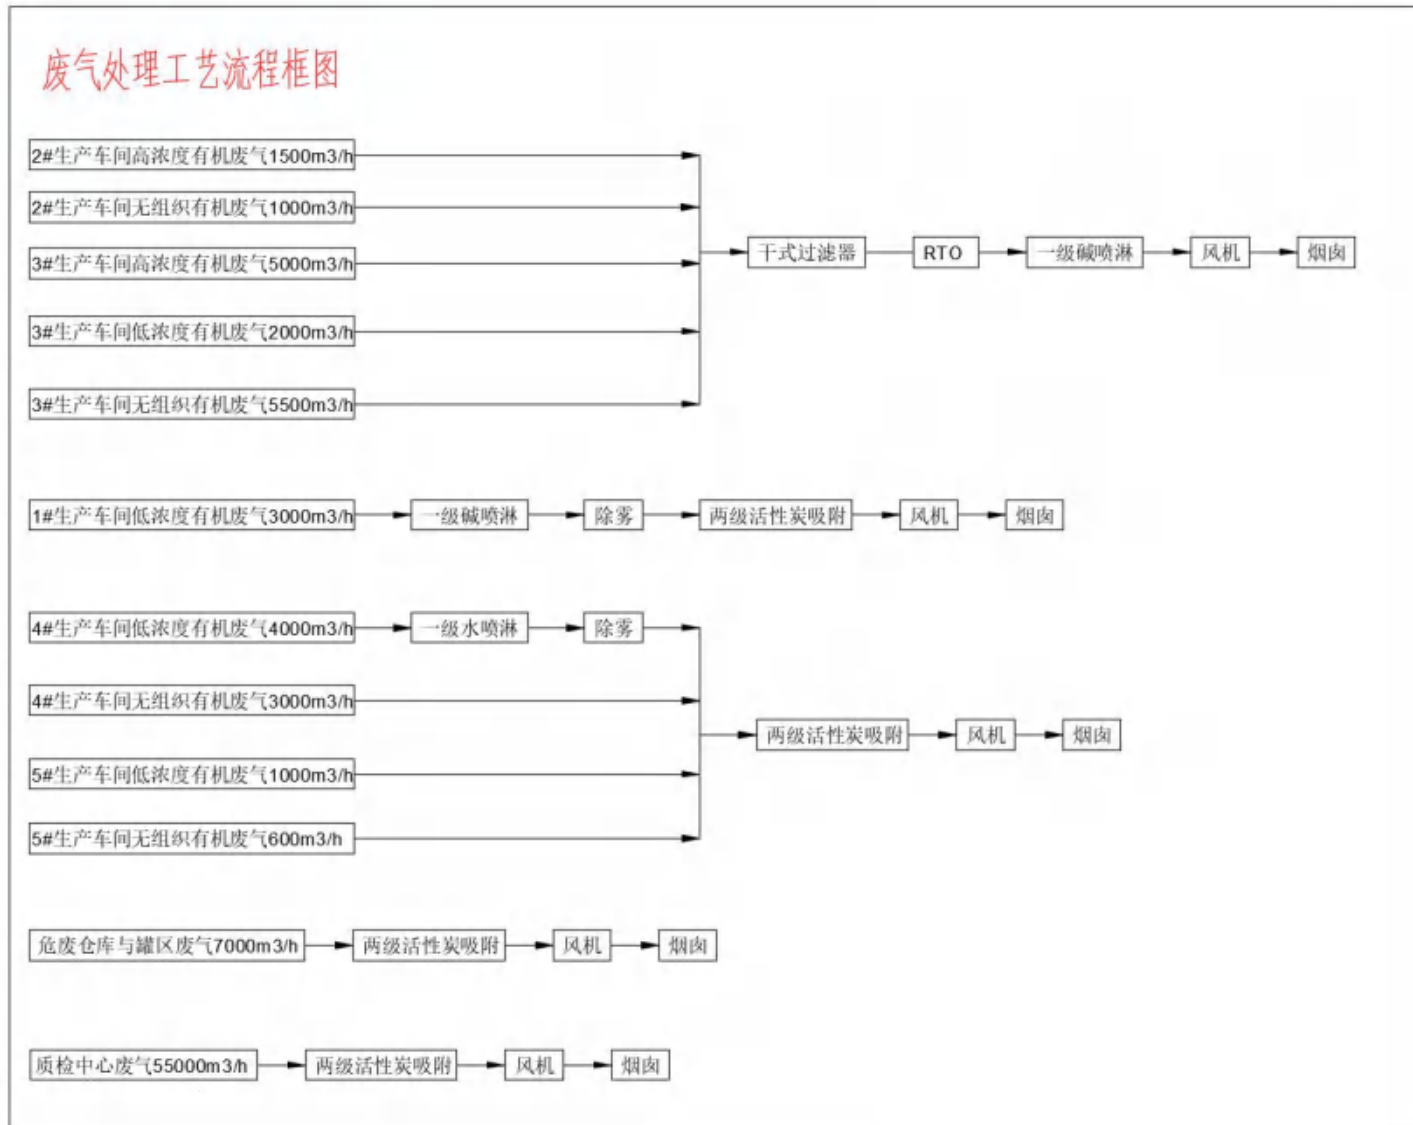 废气处理工艺流程框图
2#生产车间高浓度有机废气1500m3/h
2#生产车间无组织有机废气1000m3/h
3#生产车间高浓度有机废气5000m3/h
干式过滤器 RTO 一级碱喷淋 风机 烟囱
3#生产车间低浓度有机废气2000m3/h
3#生产车间无组织有机废气5500m3/h
1#生产车间低浓度有机废气3000m3/h 一级碱喷淋 除雾 两级活性炭吸附 风机 烟囱
4#生产车间低浓度有机废气4000m3/h 一级水喷淋 除雾
4#生产车间无组织有机废气3000m3/h
两级活性炭吸附 风机 烟囱
5#生产车间低浓度有机废气1000m3/h
5#生产车间无组织有机废气600m3/h
危废仓库与罐区废气7000m3/h 两级活性炭吸附 风机 烟囱
质检中心废气55000m3/h 两级活性炭吸附 风机 烟囱